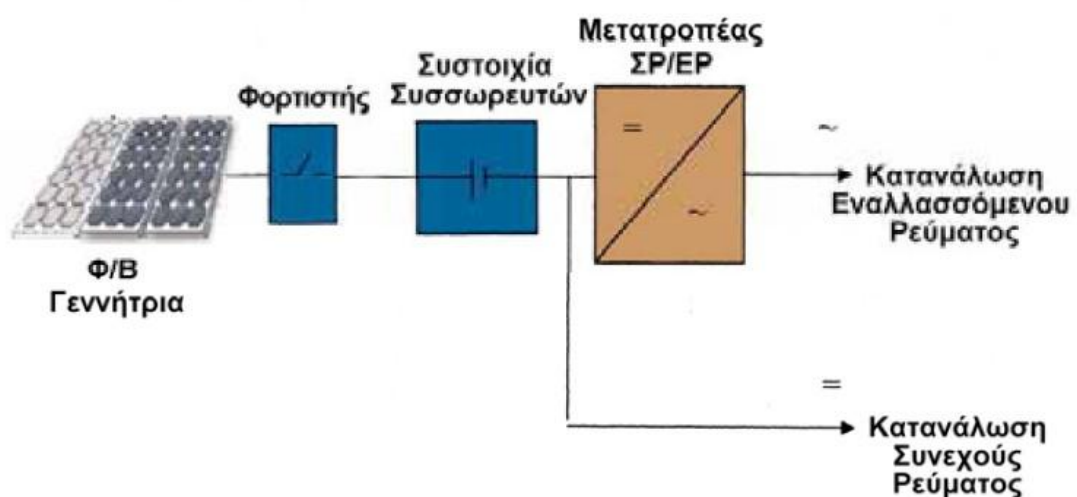 Μετατροπέας
ΣΡ/ΕΡ
Συστοιχία
Συσσωρευτών
Φορτιστής
=
~
~
Κατανάλωση
Εναλλασσόμενου
Ρεύματος
Φ/Β
Γεννήτρια
=
Κατανάλωση
Συνεχούς
Ρεύματος